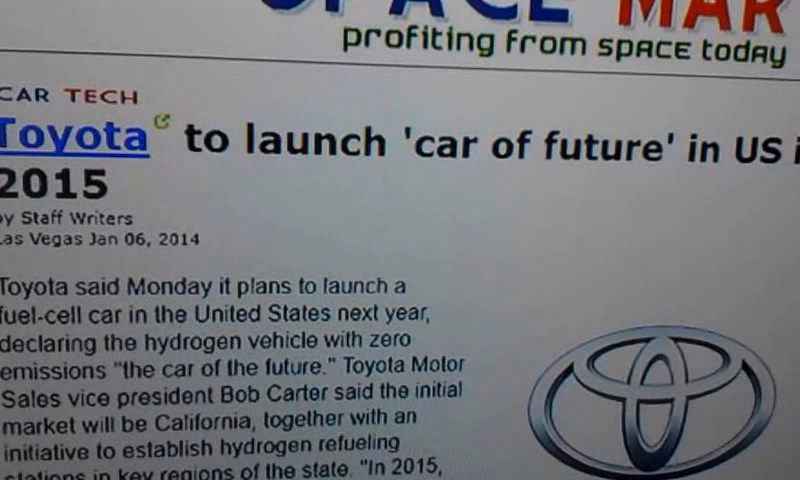 SPACE MAR
profiting from SPACE today
CAR TECH
Toyota to launch 'car of future' in US i
2015
by Staff Writers
Las Vegas Jan 06, 2014
Toyota said Monday it plans to launch a
fuel-cell car in the United States next year,
declaring the hydrogen vehicle with zero
emissions "the car of the future." Toyota Motor
Sales vice president Bob Carter said the initial
market will be California, together with an
initiative to establish hydrogen refueling
stations in key regions of the state. "In 2015,